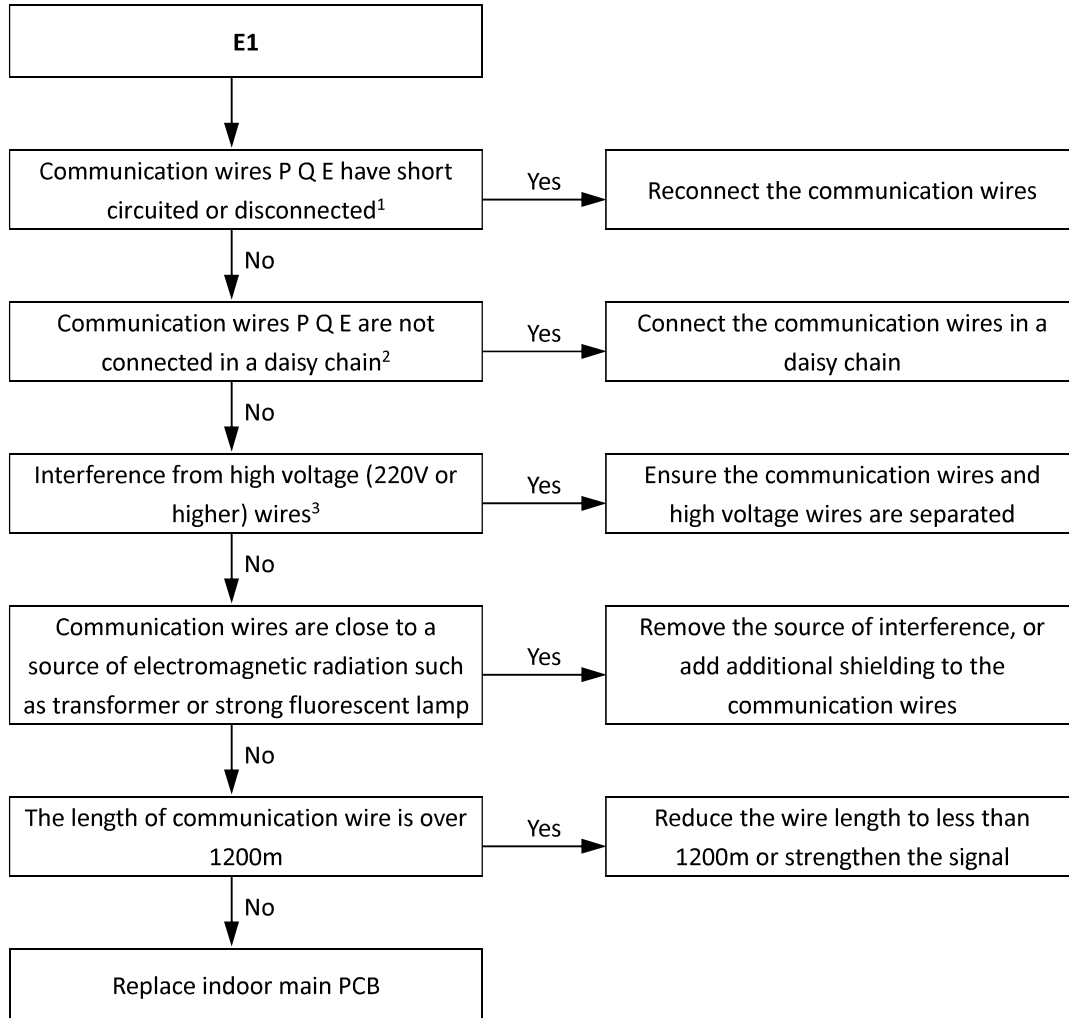 E1
Communication wires P Q E have short
circuited or disconnected¹
Yes
Reconnect the communication wires
No
Communication wires P Q E are not
connected in a daisy chain²
Yes
Connect the communication wires in a
daisy chain
No
Interference from high voltage (220V or
higher) wires³
Yes
Ensure the communication wires and
high voltage wires are separated
No
Communication wires are close to a
source of electromagnetic radiation such
as transformer or strong fluorescent lamp
Yes
Remove the source of interference, or
add additional shielding to the
communication wires
No
The length of communication wire is over
1200m
Yes
Reduce the wire length to less than
1200m or strengthen the signal
No
Replace indoor main PCB